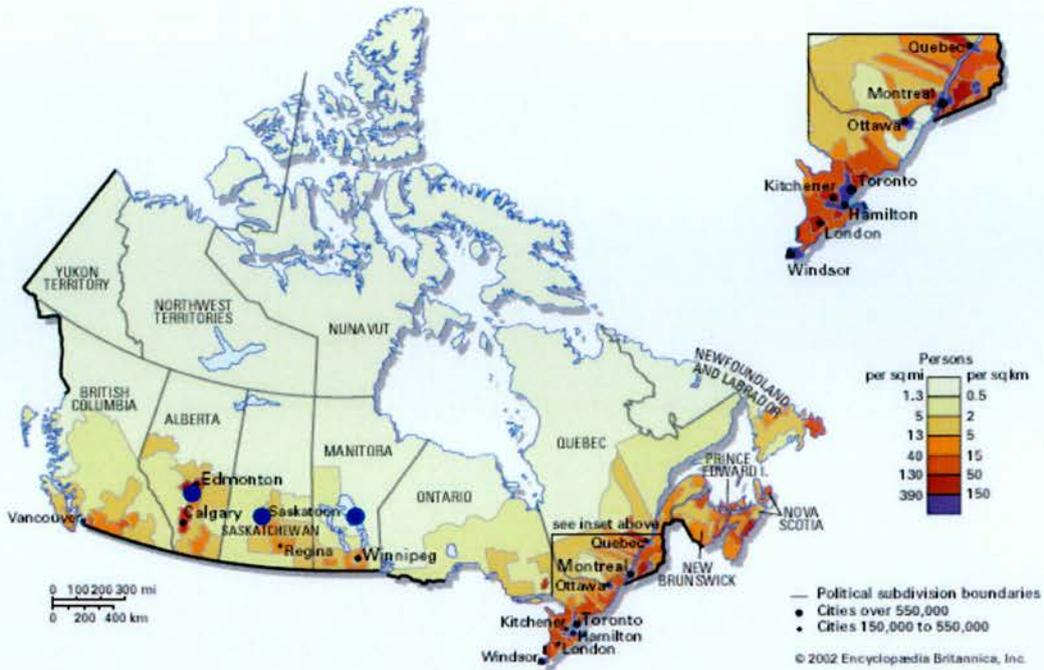 Quebec
Montreal
Ottawa
Kitchener
Toronto
Hamilton
London
Windsor
YUKON
TERRITORY
NORTHWEST
TERRITORIES
NUNAVUT
BRITISH
COLUMBIA
ALBERTA
MANITOBA
ONTARIO
QUEBEC
NEWFOUNDLAND
AND LABRADOR
PRINCE
EDWARD I.
NOVA
SCOTIA
NEW
BRUNSWICK
Edmonton
Calgary
Saskatoon
SASKATCHEWAN
Regina
Winnipeg
Vancouver
see inset above
Quebec
Montreal
Ottawa
Kitchener
Toronto
Hamilton
London
Windsor
Persons
per sq mi per sq km
1.3 0.5
5 2
13 5
40 15
130 50
390 150
0 100 200 300 mi
0 200 400 km
Political subdivision boundaries
Cities over 550,000
Cities 150,000 to 550,000
© 2002 Encyclopædia Britannica, Inc.